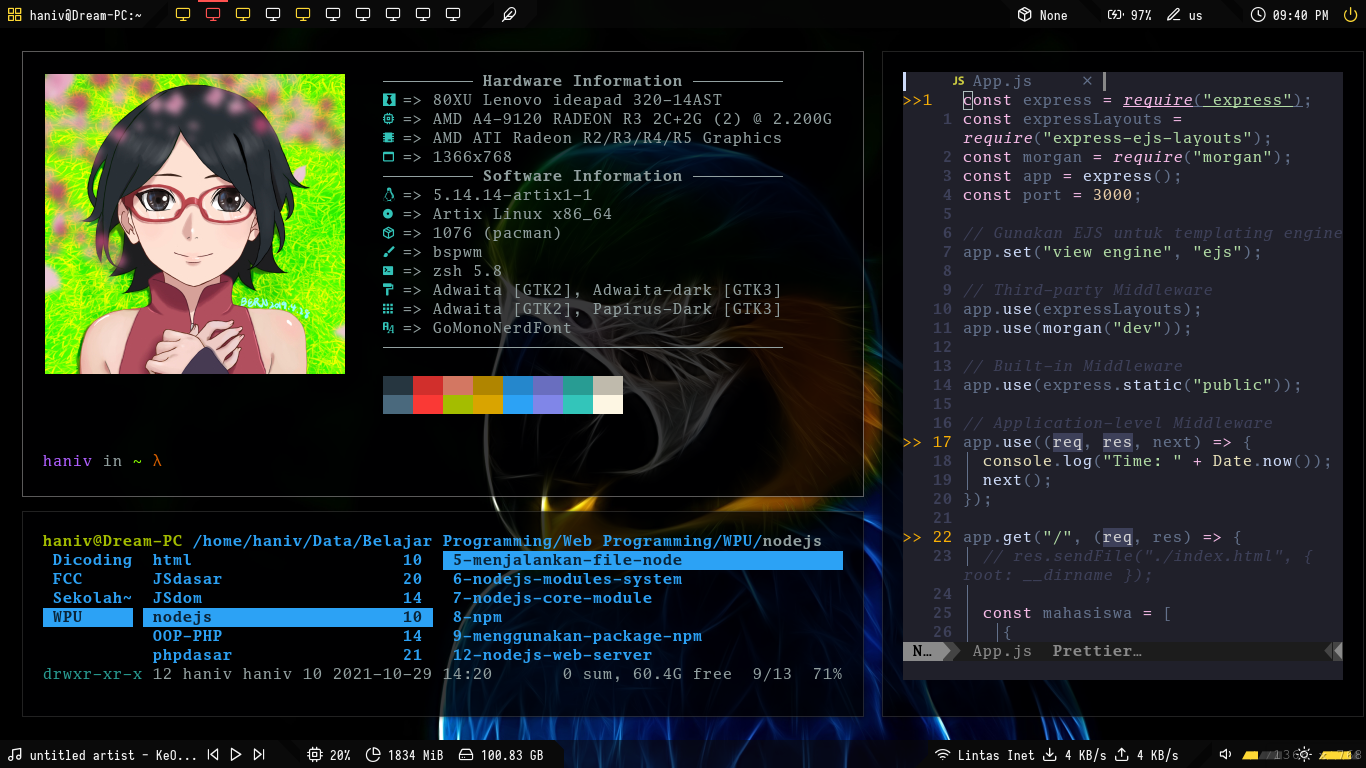 haniv@Dream-PC:~
None 97% us 09:40 PM
Hardware Information
=> 80XU Lenovo ideapad 320-14AST
=> AMD A4-9120 RADEON R3 2C+2G (2) @ 2.200G
=> AMD ATI Radeon R2/R3/R4/R5 Graphics
=> 1366x768
Software Information
=> 5.14.14-artix1-1
=> Artix Linux x86_64
=> 1076 (pacman)
=> bspwm
=> zsh 5.8
=> Adwaita [GTK2], Adwaita-dark [GTK3]
=> Adwaita [GTK2], Papirus-Dark [GTK3]
=> GoMonoNerdFont
haniv in ~ λ
haniv@Dream-PC /home/haniv/Data/Belajar Programming/Web Programming/WPU/nodejs
Dicoding html 10 5-menjalankan-file-node
FCC JSdasar 20 6-nodejs-modules-system
Sekolah~ JSdom 14 7-nodejs-core-module
WPU nodejs 10 8-npm
OOP-PHP 14 9-menggunakan-package-npm
phpdasar 21 12-nodejs-web-server
drwxr-xr-x 12 haniv haniv 10 2021-10-29 14:20 0 sum, 60.4G free 9/13 71%
JS App.js ×
>>1 const express = require("express");
1 const expressLayouts =
require("express-ejs-layouts");
2 const morgan = require("morgan");
3 const app = express();
4 const port = 3000;
5
6 // Gunakan EJS untuk templating engine
7 app.set("view engine", "ejs");
8
9 // Third-party Middleware
10 app.use(expressLayouts);
11 app.use(morgan("dev"));
12
13 // Built-in Middleware
14 app.use(express.static("public"));
15
16 // Application-level Middleware
>> 17 app.use((req, res, next) => {
18 console.log("Time: " + Date.now());
19 next();
20 });
21
>> 22 app.get("/", (req, res) => {
23 // res.sendFile("./index.html", {
root: __dirname });
24
25 const mahasiswa = [
26 {
N… App.js Prettier…
untitled artist - KeO... 20% 1834 MiB 100.83 GB
Lintas Inet 4 KB/s 4 KB/s